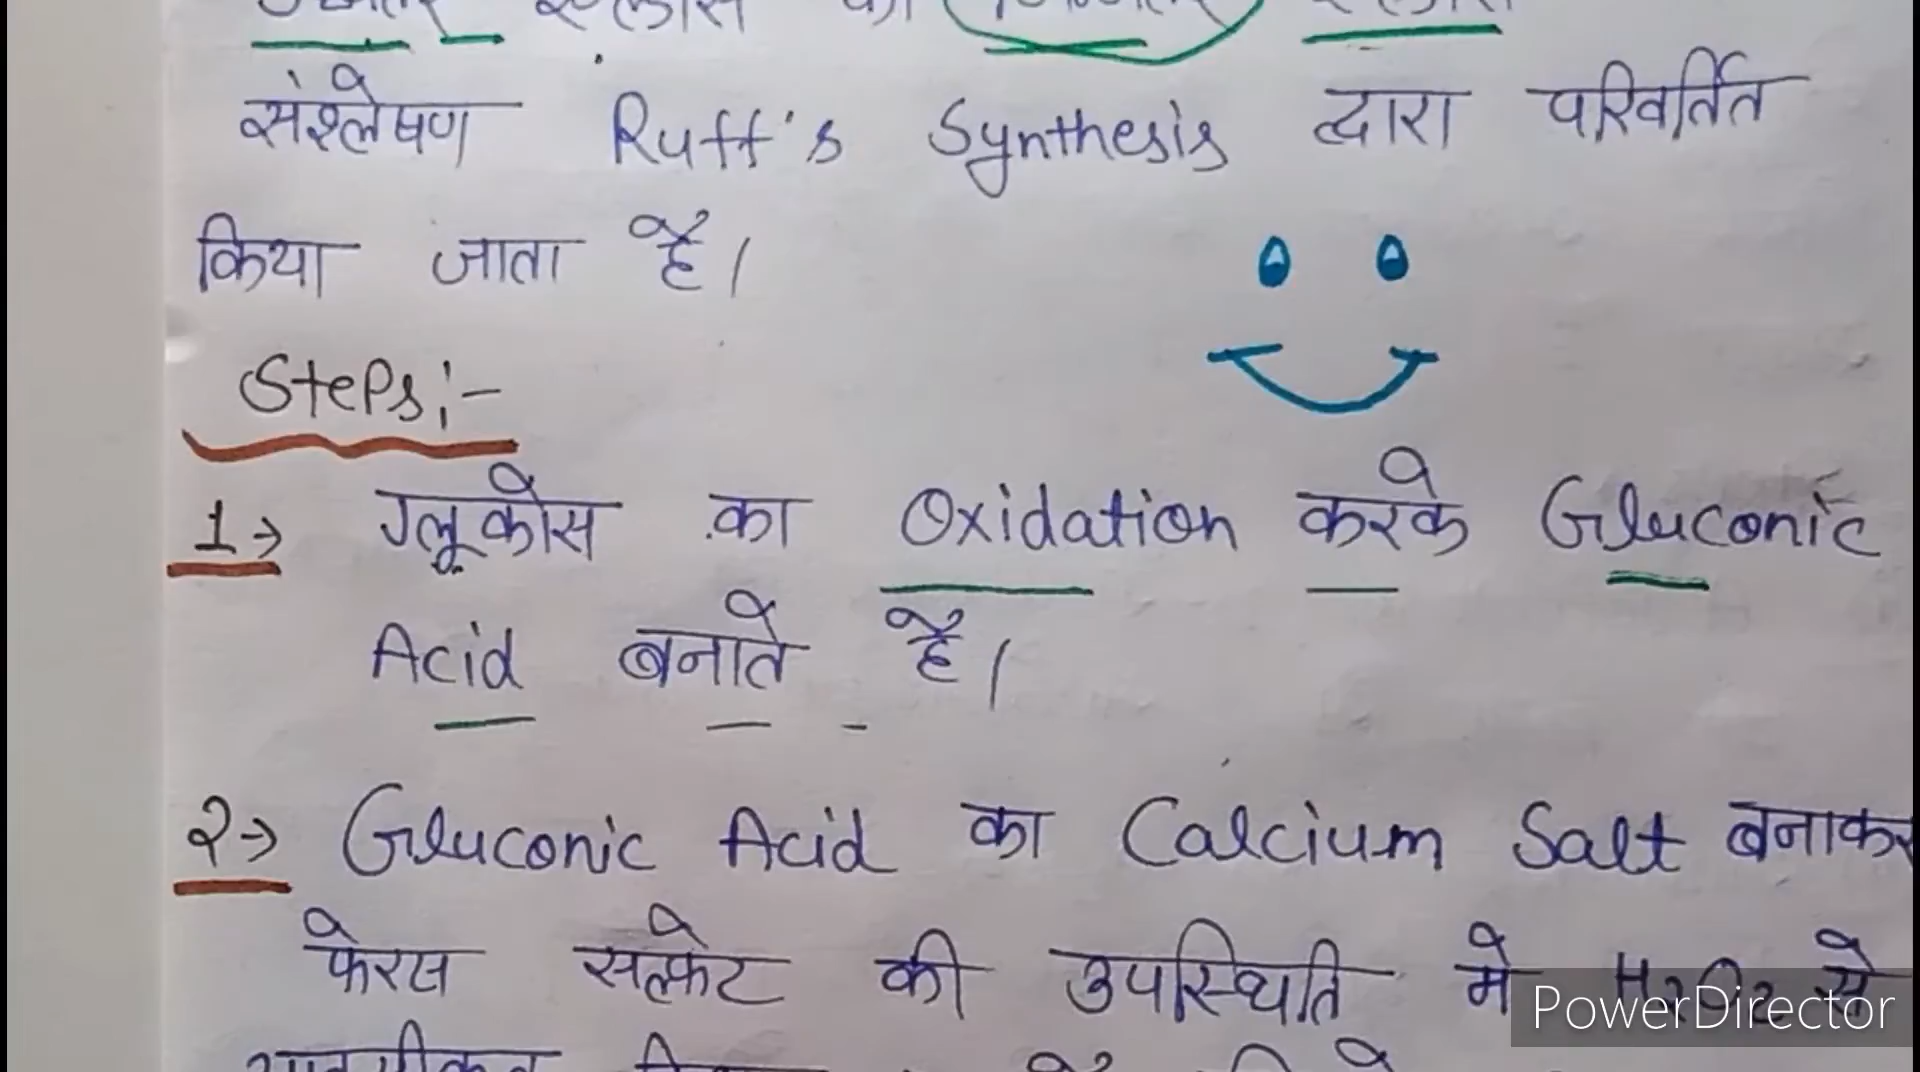 संश्लेषण Ruff's Synthesis द्वारा परिवर्तित
किया जाता है।
Steps:-
1→ ग्लूकोस का Oxidation करके Gluconic
Acid बनाते है।
2→ Gluconic Acid का Calcium Salt बनाकर
फेरस सल्फेट की उपस्थिति मे H2O2 से
PowerDirector